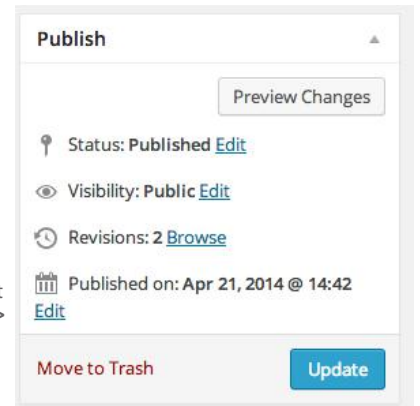 Publish
Preview Changes
Status: Published Edit
Visibility: Public Edit
Revisions: 2 Browse
Published on: Apr 21, 2014 @ 14:42
Edit
Move to Trash
Update